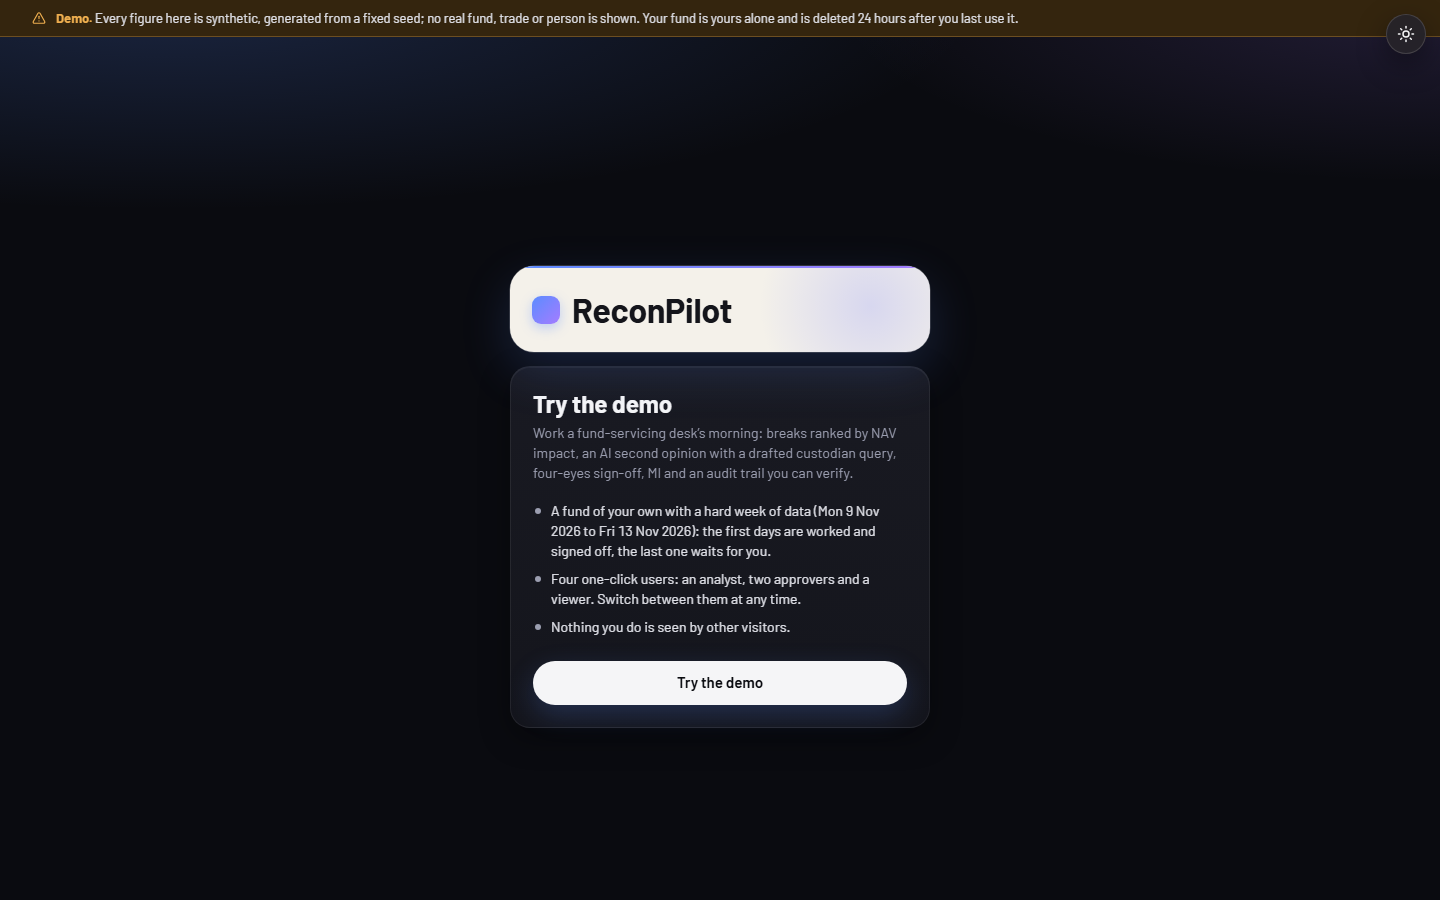 Demo. Every figure here is synthetic, generated from a fixed seed; no real fund, trade or person is shown. Your fund is yours alone and is deleted 24 hours after you last use it.
ReconPilot
Try the demo
Work a fund-servicing desk's morning: breaks ranked by NAV
impact, an AI second opinion with a drafted custodian query,
four-eyes sign-off, MI and an audit trail you can verify.
A fund of your own with a hard week of data (Mon 9 Nov
2026 to Fri 13 Nov 2026): the first days are worked and
signed off, the last one waits for you.
Four one-click users: an analyst, two approvers and a
viewer. Switch between them at any time.
Nothing you do is seen by other visitors.
Try the demo